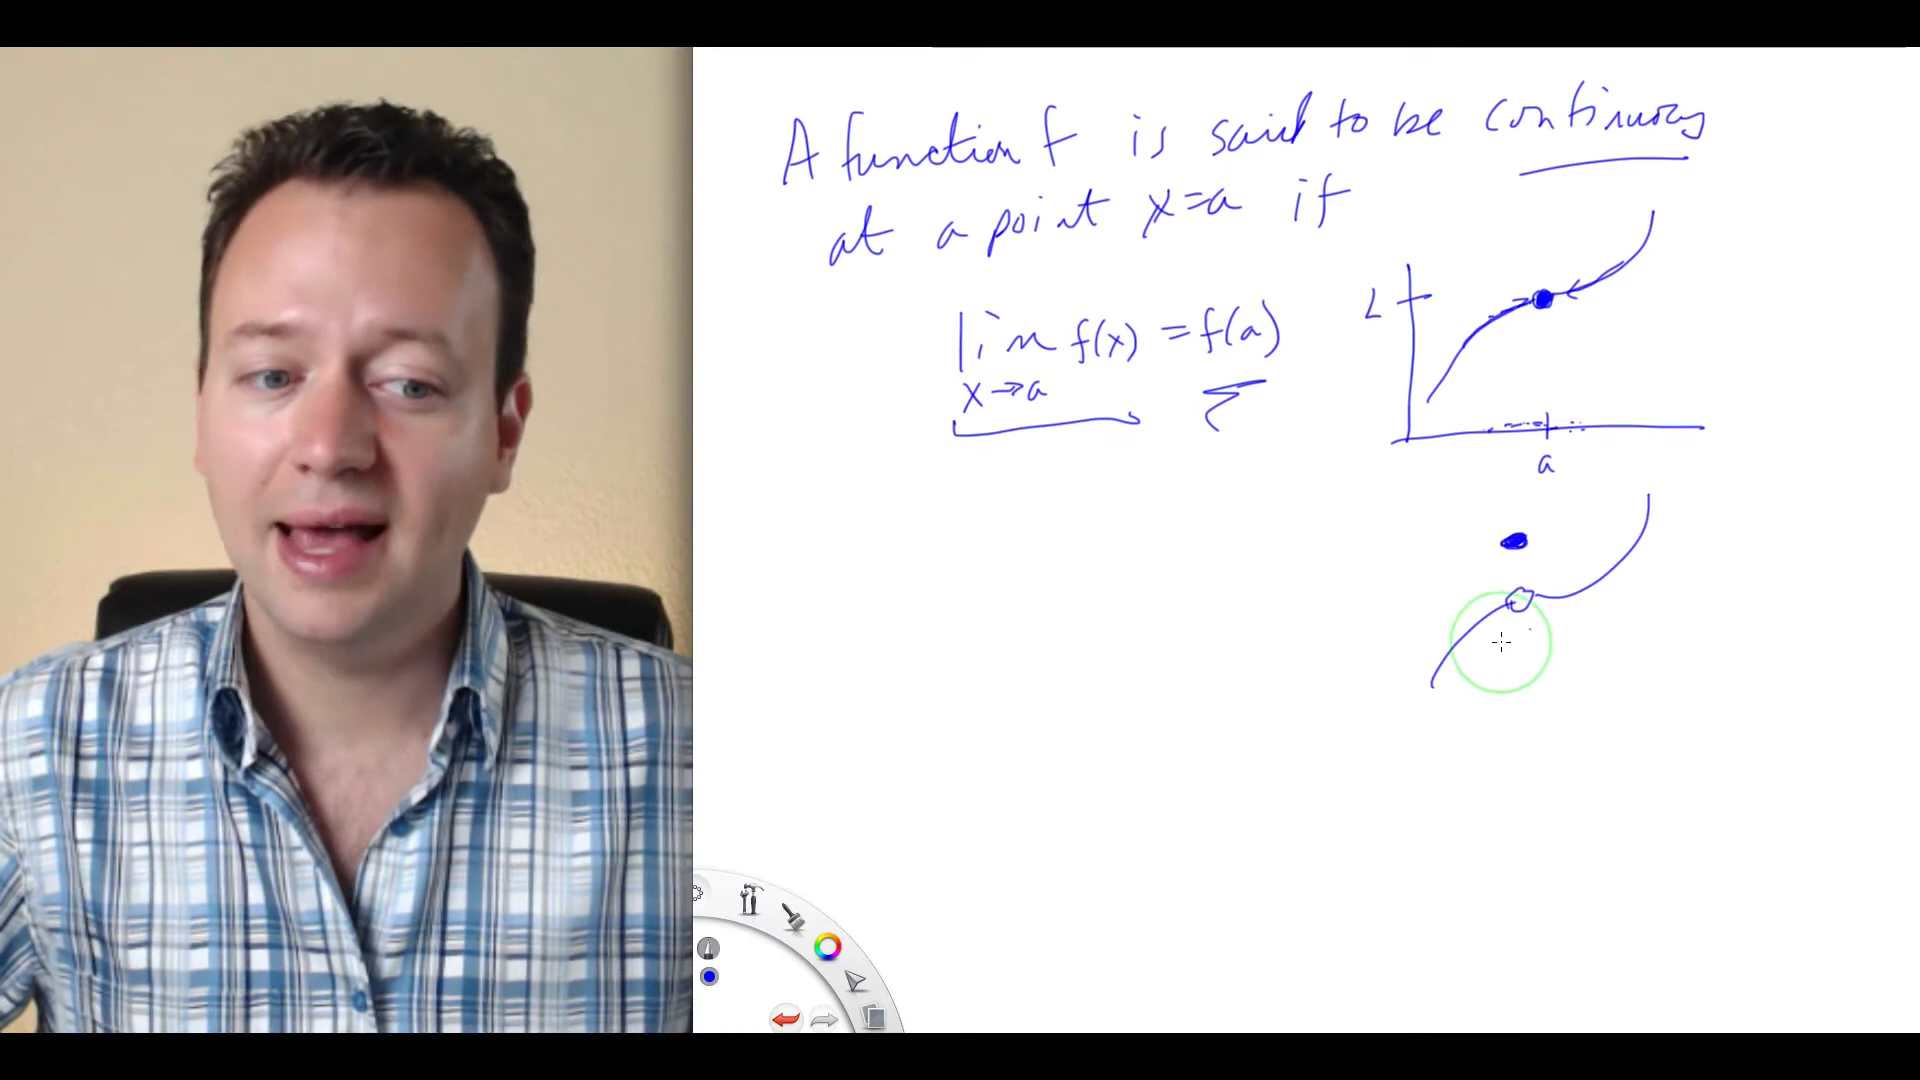 A function f is said to be continuous
at a point x=a if
lim f(x) = f(a)
x→a
L
a